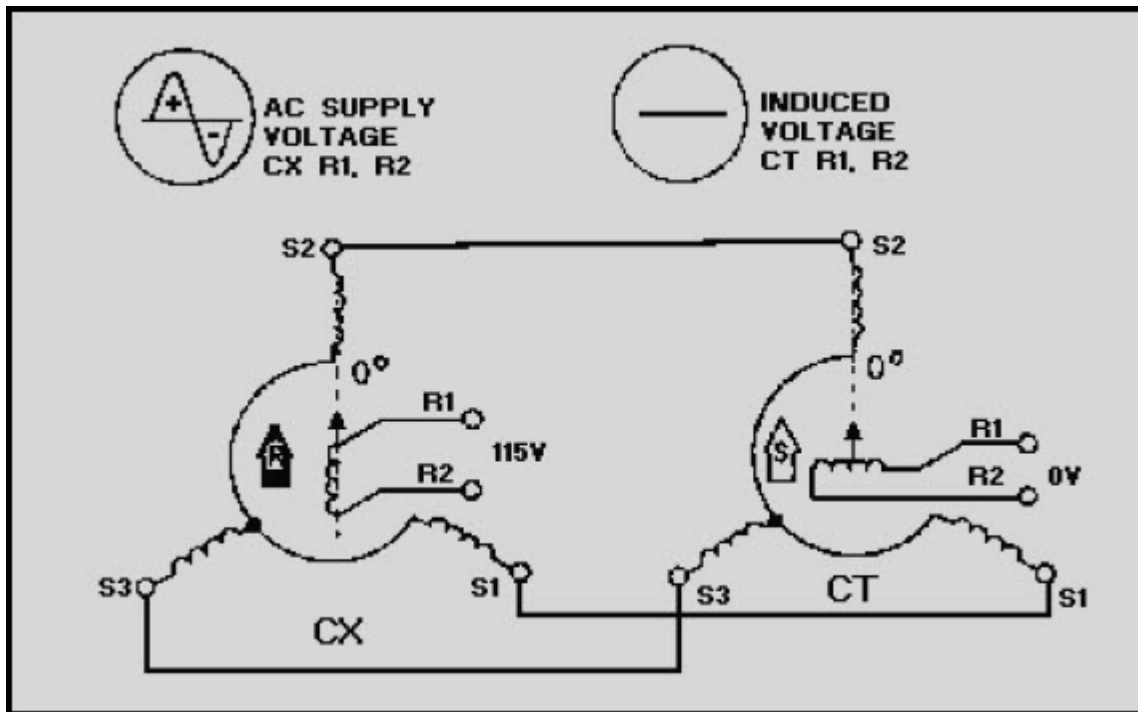 +
-
AC SUPPLY
VOLTAGE
CX R1, R2
INDUCED
VOLTAGE
CT R1, R2
S2
S2
0°
0°
R
R1
115V
R2
S
R1
R2
0V
S3
S1
S3
S1
CX
CT